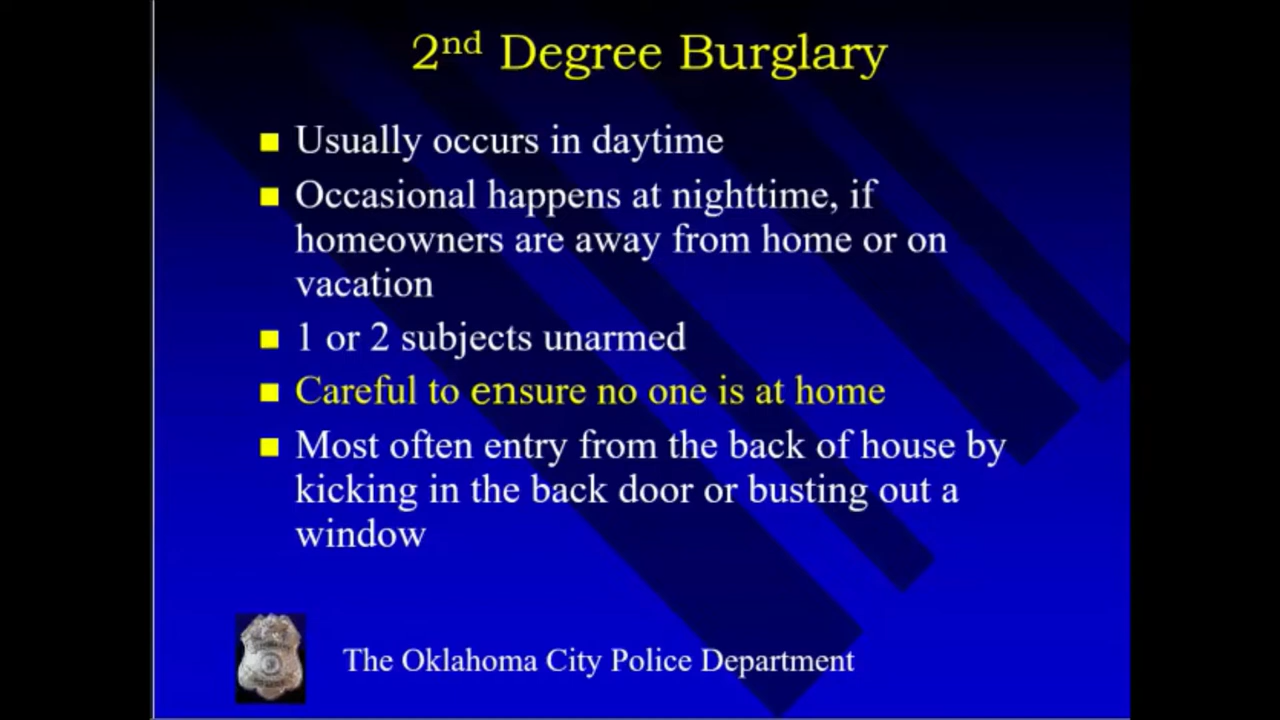 2nd Degree Burglary
Usually occurs in daytime
Occasional happens at nighttime, if
homeowners are away from home or on
vacation
1 or 2 subjects unarmed
Careful to ensure no one is at home
Most often entry from the back of house by
kicking in the back door or busting out a
window
The Oklahoma City Police Department